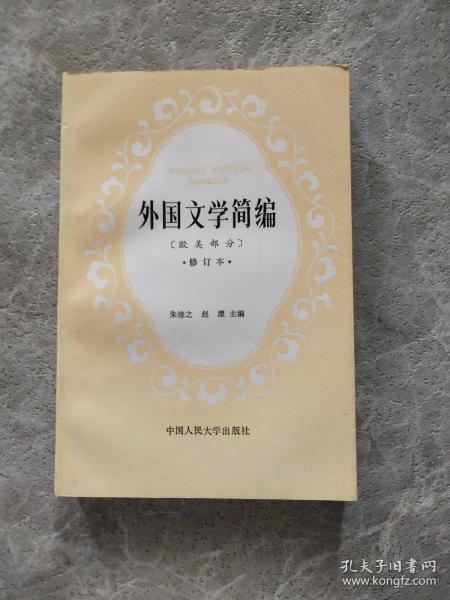 WAIGUO WENXUE
JIANBIAN
外国文学简编
〔欧美部分〕
•修订本•
朱维之 赵澧 主编
中国人民大学出版社
孔夫子旧书网
www.kongfz.com